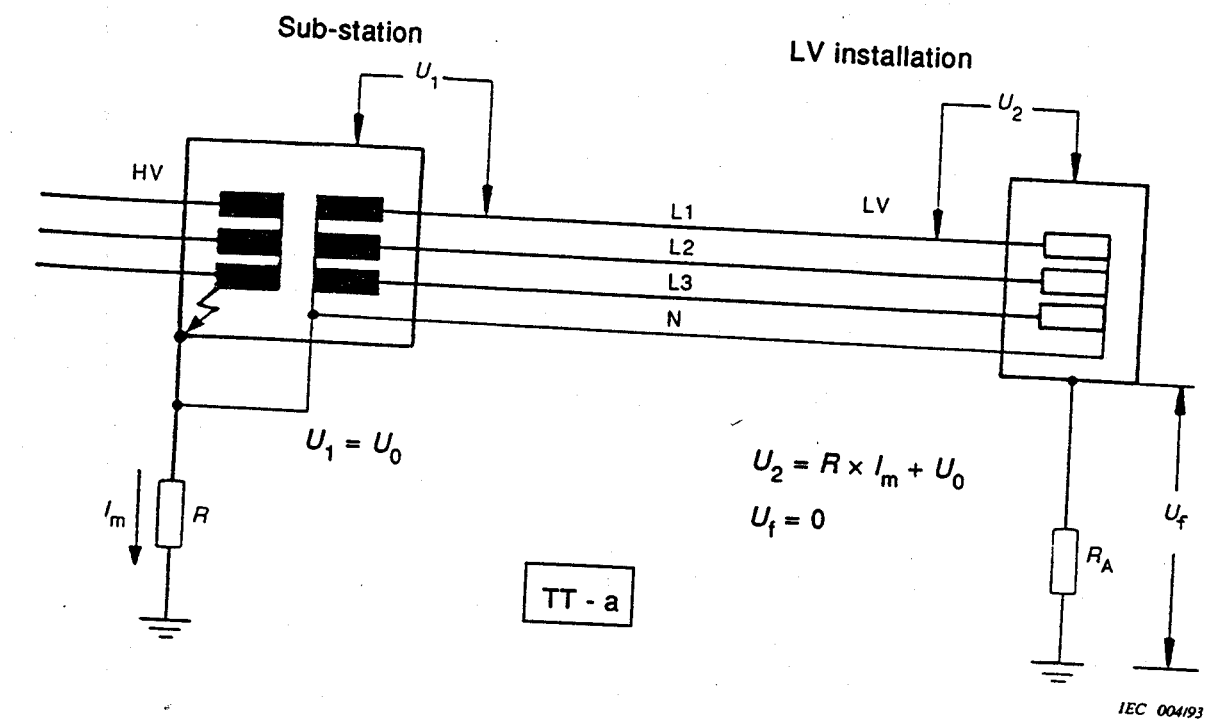 Sub-station
LV installation
U1
U2
HV
L1
LV
L2
L3
N
U1 = U0
U2 = R × Im + U0
Uf = 0
Im
R
Uf
RA
TT - a
IEC 004/93